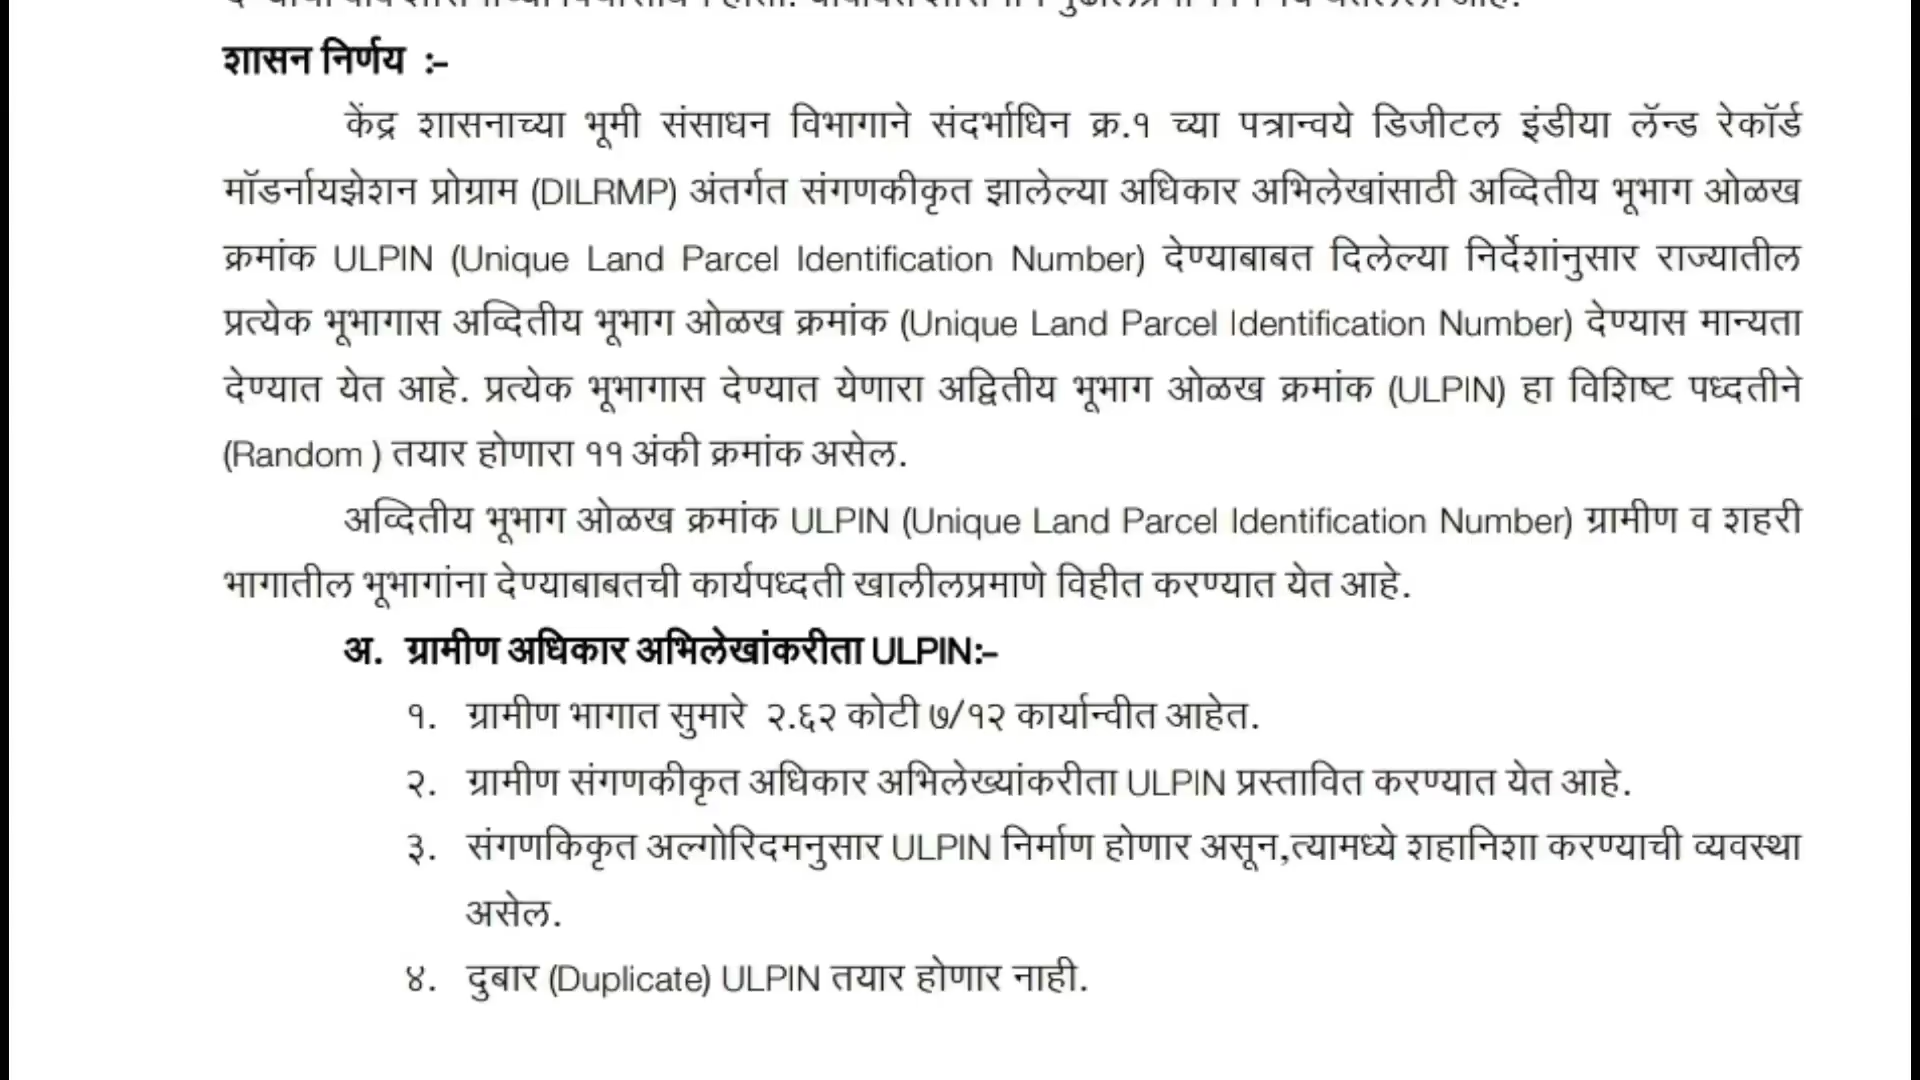 शासन निर्णय :-
केंद्र शासनाच्या भूमी संसाधन विभागाने संदर्भाधिन क्र.१ च्या पत्रान्वये डिजीटल इंडीया लॅन्ड रेकॉर्ड
मॉडर्नायझेशन प्रोग्राम (DILRMP) अंतर्गत संगणकीकृत झालेल्या अधिकार अभिलेखांसाठी अव्दितीय भूभाग ओळख
क्रमांक ULPIN (Unique Land Parcel Identification Number) देण्याबाबत दिलेल्या निर्देशांनुसार राज्यातील
प्रत्येक भूभागास अव्दितीय भूभाग ओळख क्रमांक (Unique Land Parcel Identification Number) देण्यास मान्यता
देण्यात येत आहे. प्रत्येक भूभागास देण्यात येणारा अद्वितीय भूभाग ओळख क्रमांक (ULPIN) हा विशिष्ट पध्दतीने
(Random ) तयार होणारा ११ अंकी क्रमांक असेल.
अव्दितीय भूभाग ओळख क्रमांक ULPIN (Unique Land Parcel Identification Number) ग्रामीण व शहरी
भागातील भूभागांना देण्याबाबतची कार्यपध्दती खालीलप्रमाणे विहीत करण्यात येत आहे.
अ. ग्रामीण अधिकार अभिलेखांकरीता ULPIN:-
१. ग्रामीण भागात सुमारे २.६२ कोटी ७/१२ कार्यान्वीत आहेत.
२. ग्रामीण संगणकीकृत अधिकार अभिलेख्यांकरीता ULPIN प्रस्तावित करण्यात येत आहे.
३. संगणकिकृत अल्गोरिदमनुसार ULPIN निर्माण होणार असून,त्यामध्ये शहानिशा करण्याची व्यवस्था
असेल.
४. दुबार (Duplicate) ULPIN तयार होणार नाही.